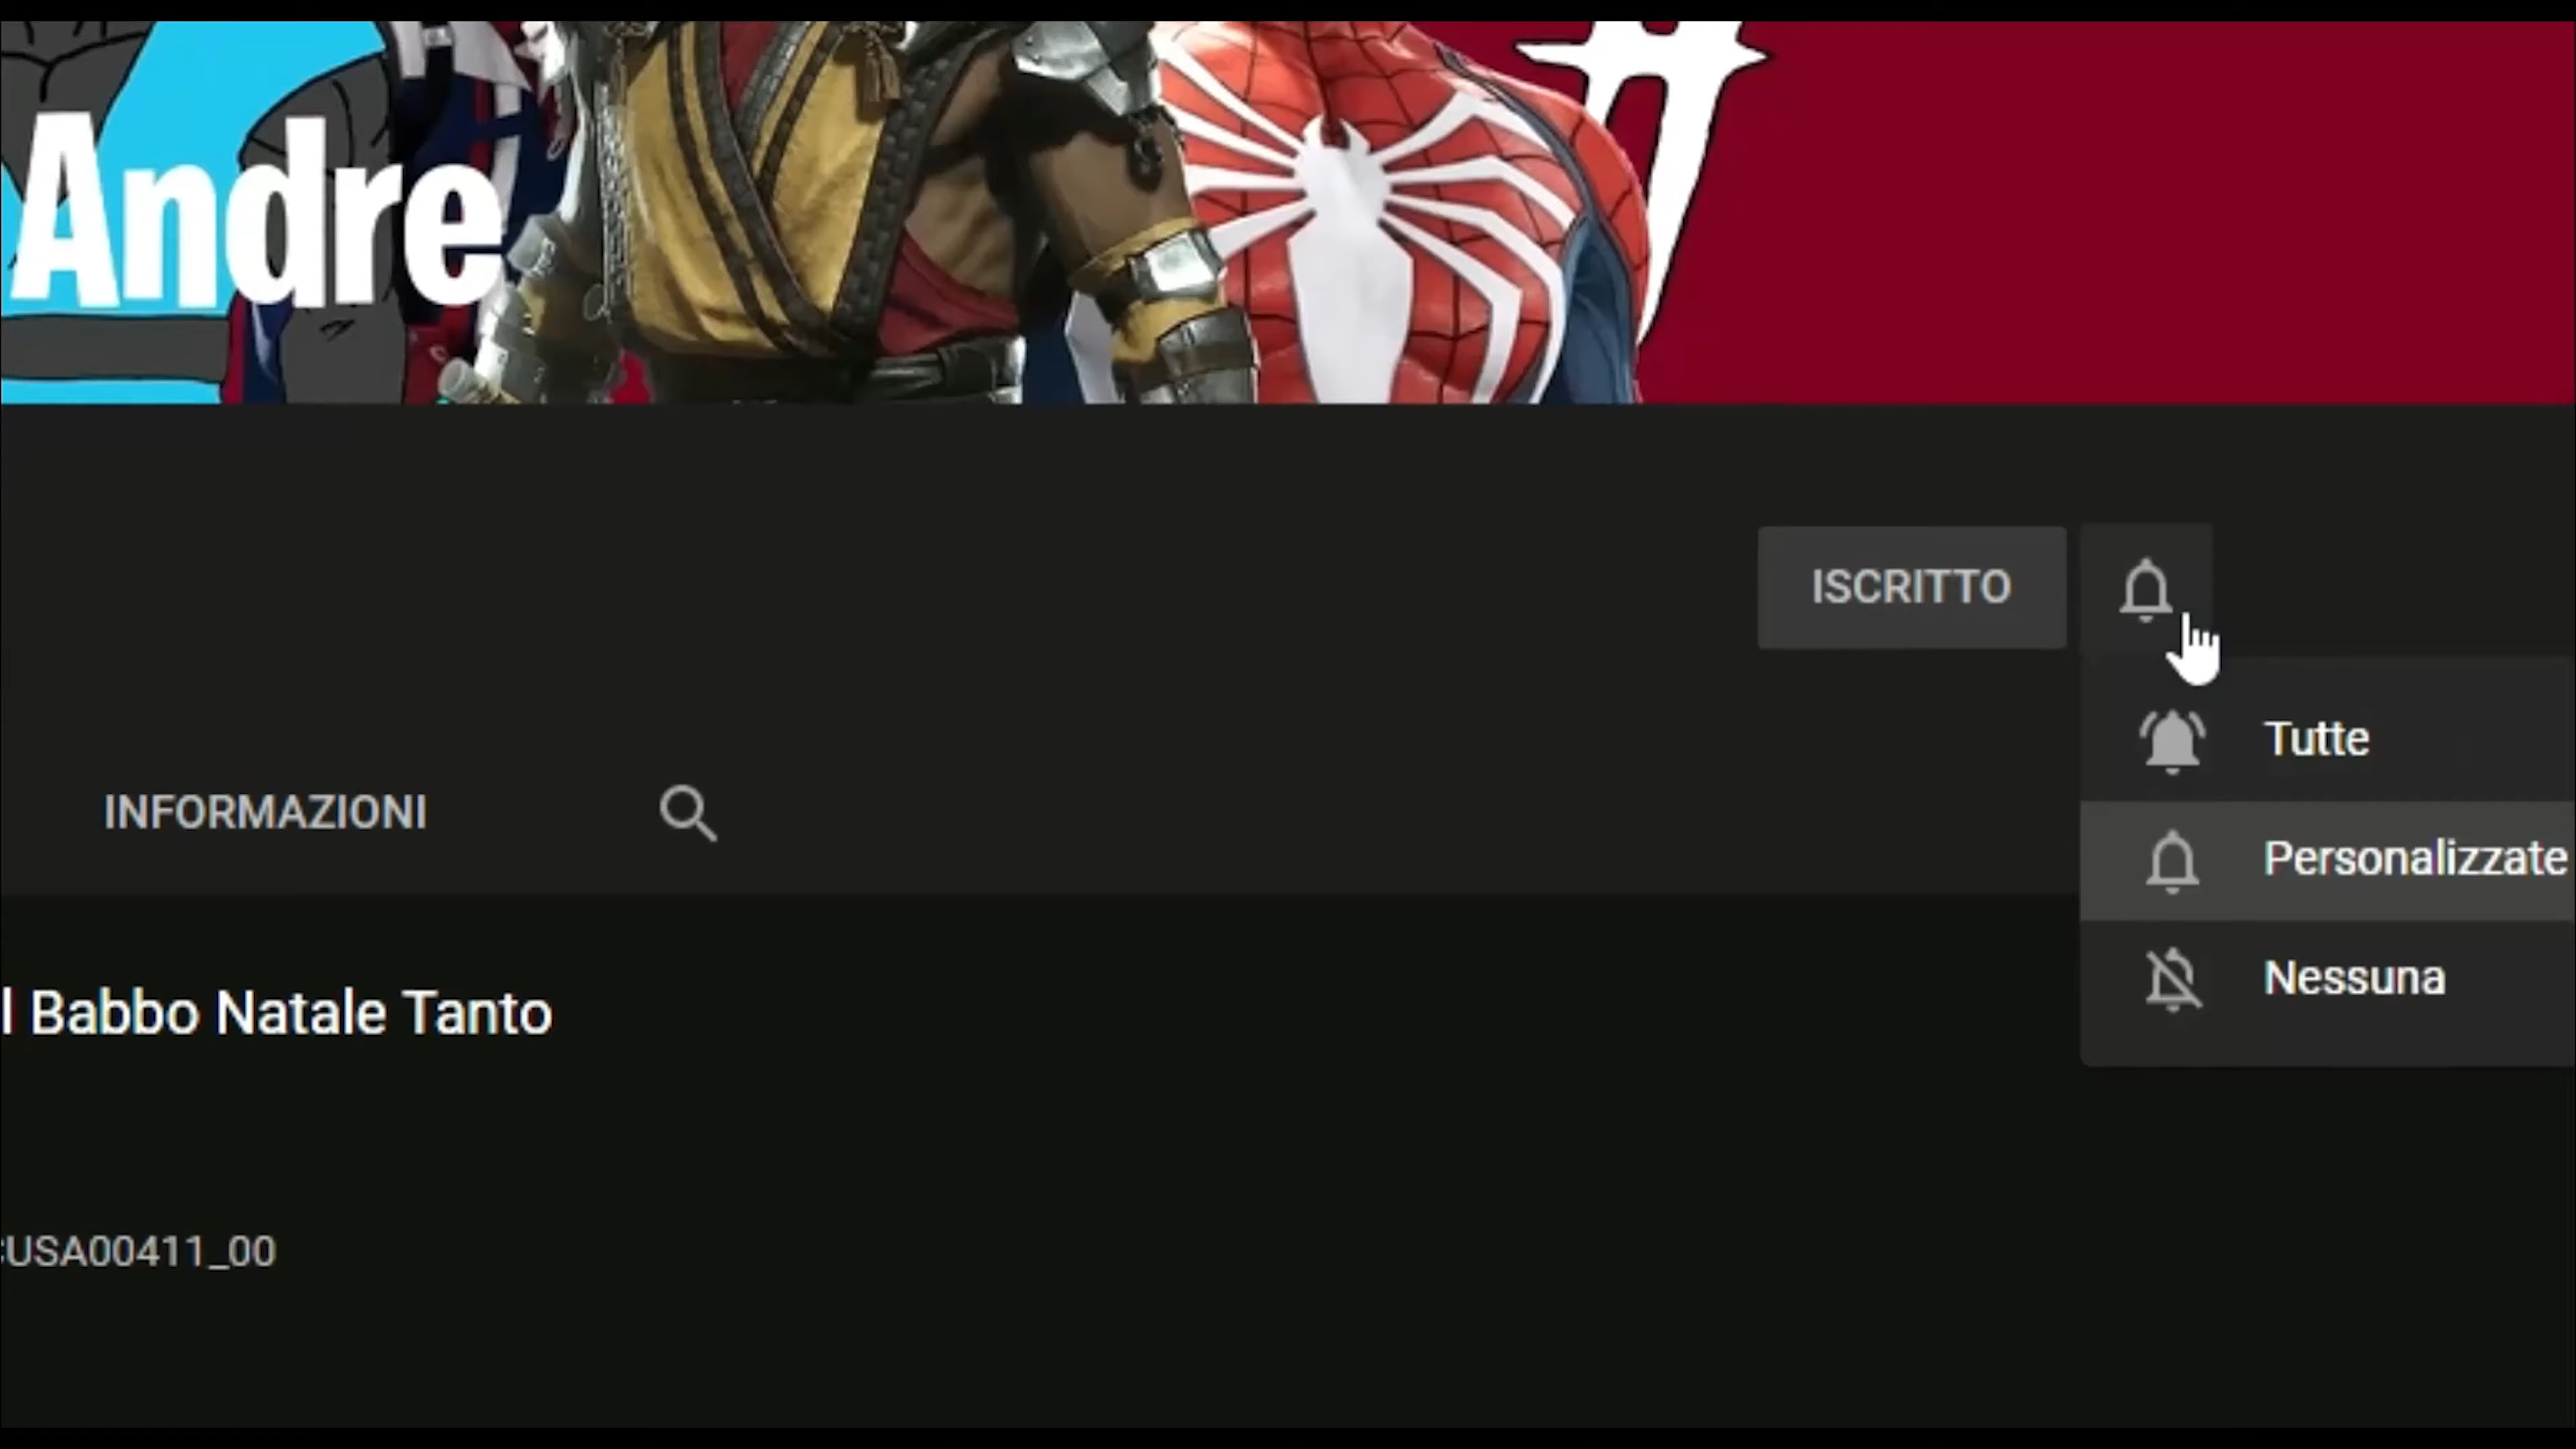 Andre
ISCRITTO
Tutte
INFORMAZIONI
Personalizzate
Nessuna
l Babbo Natale Tanto
USA00411_00